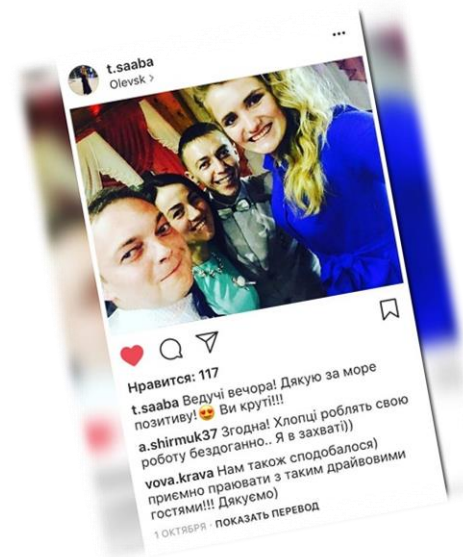 t.saaba
Olevsk >
Нравится: 117
t.saaba Ведучі вечора! Дякую за море
позитиву!😍 Ви круті!!!
a.shirmuk37 Згодна! Хлопці роблять свою
роботу бездоганно.. Я в захваті))
vova.krava Нам також сподобалося)
приємно праювати з таким драйвовими
гостями!!! Дякуємо)
1 ОКТЯБРЯ · ПОКАЗАТЬ ПЕРЕВОД